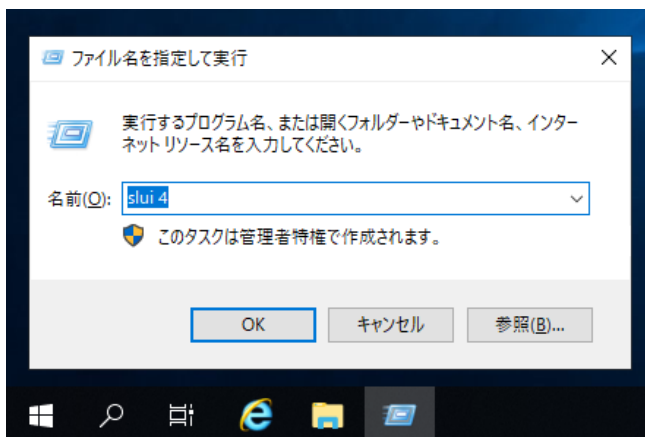 ファイル名を指定して実行
実行するプログラム名、または開くフォルダーやドキュメント名、インター
ネット リソース名を入力してください。
名前(O): slui 4
このタスクは管理者特権で作成されます。
OK キャンセル 参照(B)...